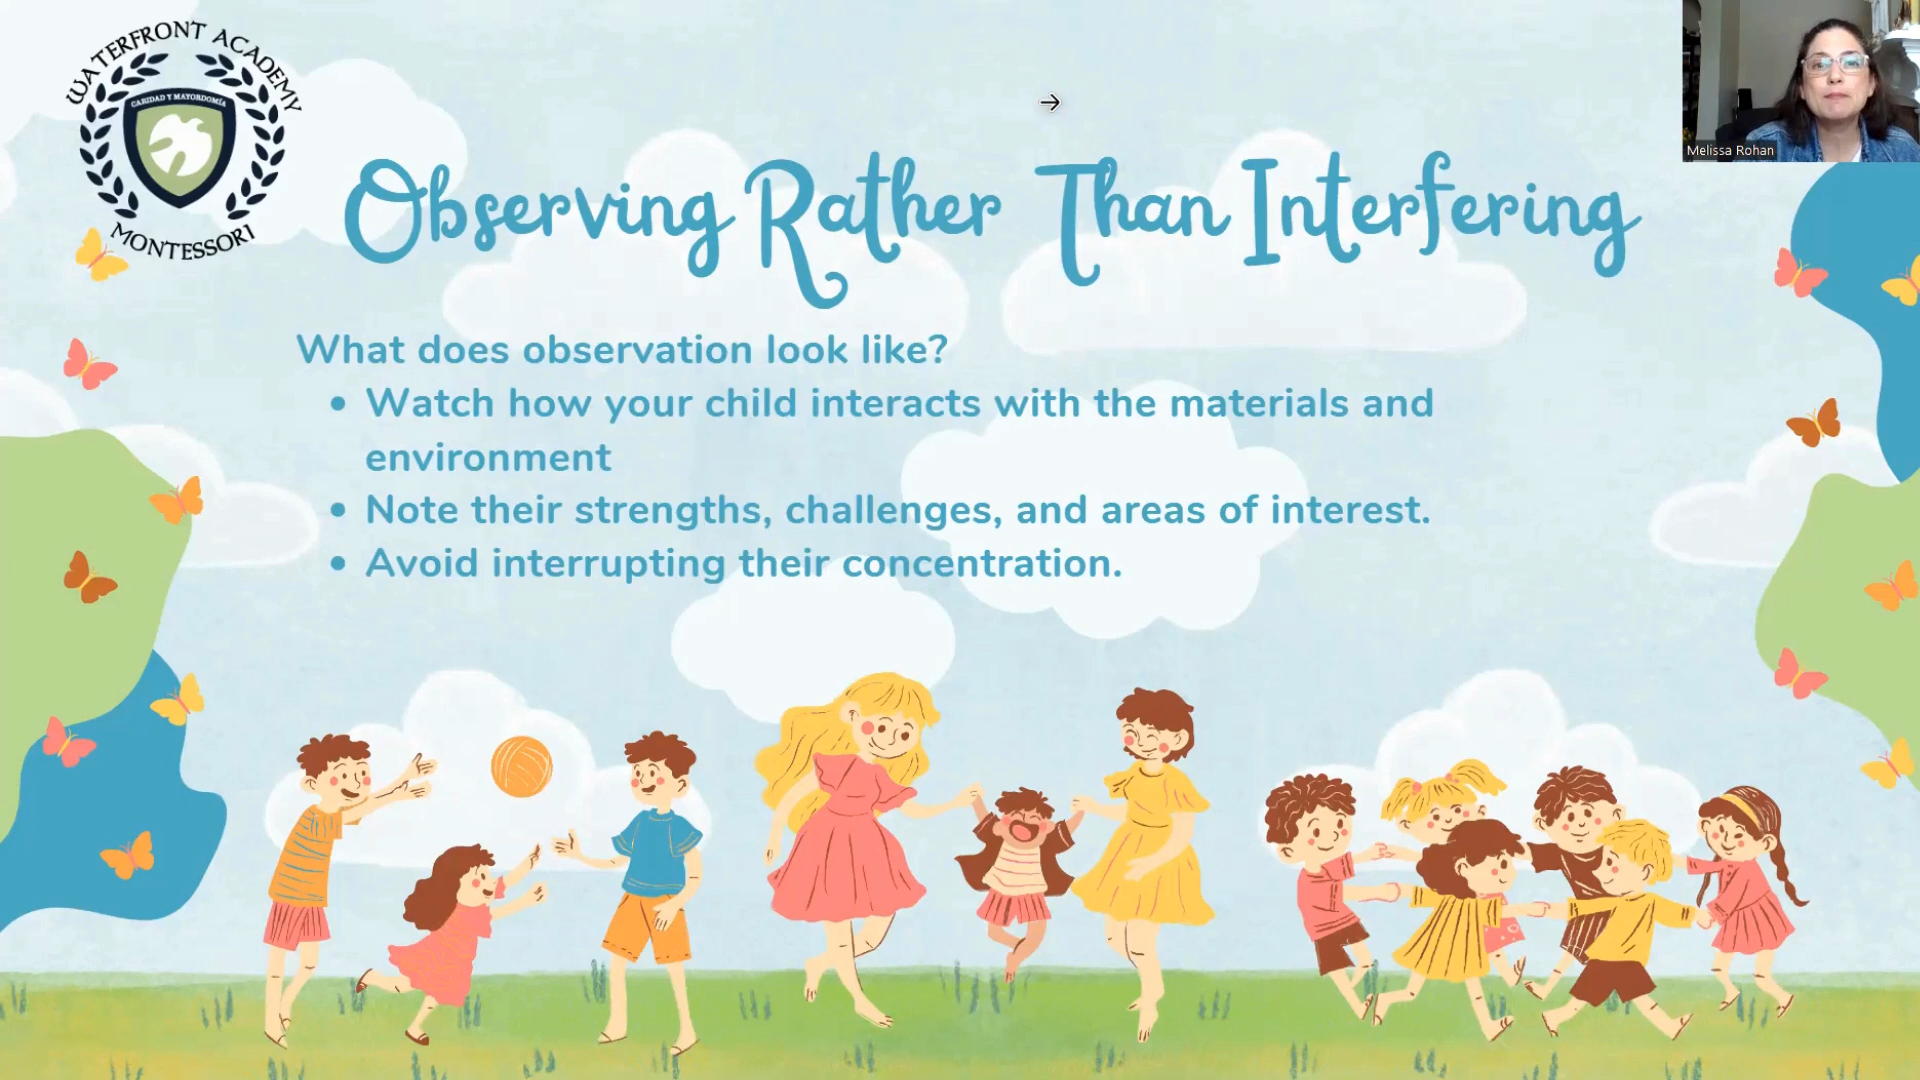 WATERFRONT ACADEMY
CARIDAD Y MAYORDOMÍA
MONTESSORI
Melissa Rohan
Observing Rather Than Interfering
What does observation look like?
• Watch how your child interacts with the materials and
environment
• Note their strengths, challenges, and areas of interest.
• Avoid interrupting their concentration.